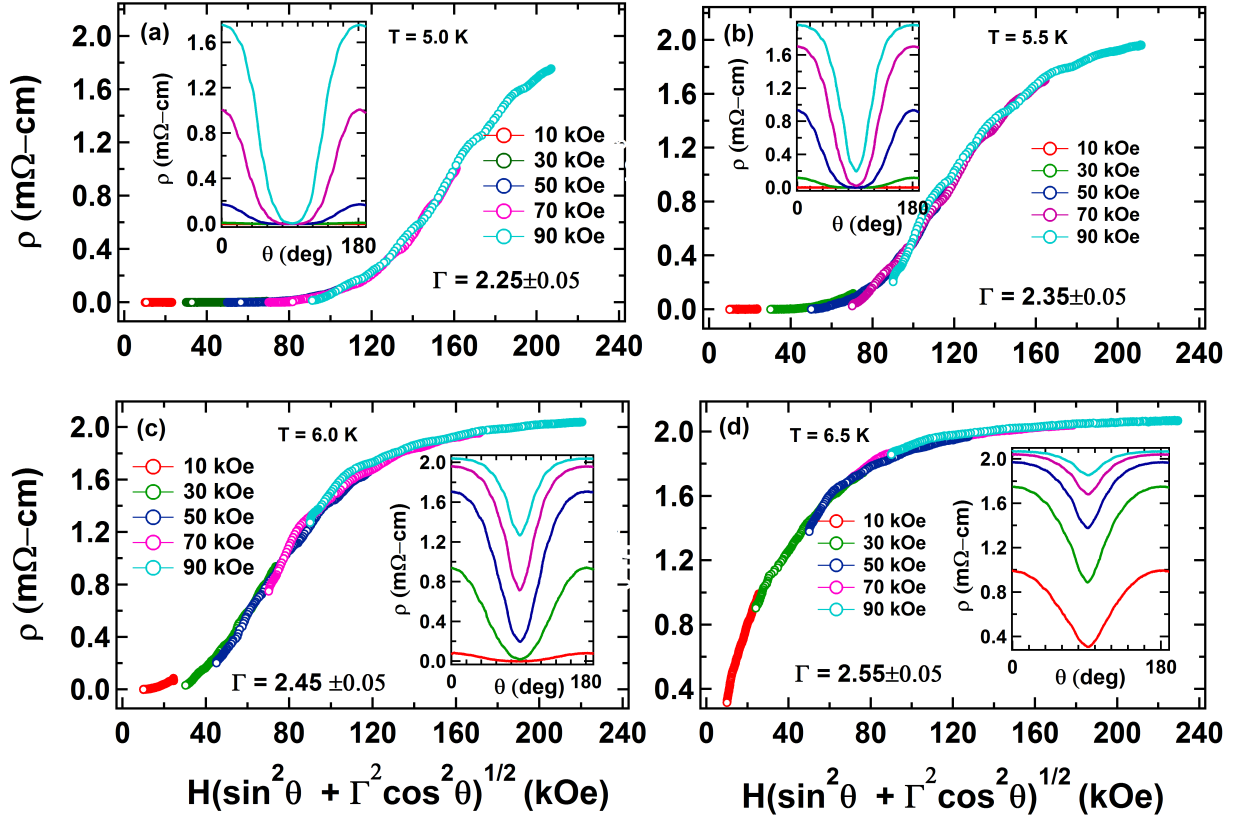 (a)
T = 5.0 K
ρ (mΩ−cm)
2.0
1.6
1.2
0.8
0.4
0.0
0 40 80 120 160 200 240
1.6
1.2
0.8
0.4
0.0
ρ (mΩ−cm)
0 180
θ (deg)
10 kOe
30 kOe
50 kOe
70 kOe
90 kOe
Γ = 2.25±0.05
(b)
T = 5.5 K
2.0
1.6
1.2
0.8
0.4
0.0
0 40 80 120 160 200 240
1.6
1.2
0.8
0.4
0.0
ρ (mΩ−cm)
0 180
θ (deg)
10 kOe
30 kOe
50 kOe
70 kOe
90 kOe
Γ = 2.35±0.05
(c)
T = 6.0 K
ρ (mΩ−cm)
2.0
1.6
1.2
0.8
0.4
0.0
0 40 80 120 160 200 240
10 kOe
30 kOe
50 kOe
70 kOe
90 kOe
2.0
1.6
1.2
0.8
0.4
0.0
ρ (mΩ−cm)
0 180
θ (deg)
Γ = 2.45 ±0.05
H(sin²θ + Γ²cos²θ)^1/2 (kOe)
(d)
T = 6.5 K
2.0
1.6
1.2
0.8
0.4
0 40 80 120 160 200 240
10 kOe
30 kOe
50 kOe
70 kOe
90 kOe
2.0
1.6
1.2
0.8
0.4
ρ (mΩ−cm)
0 180
θ (deg)
Γ = 2.55±0.05
H(sin²θ + Γ²cos²θ)^1/2 (kOe)